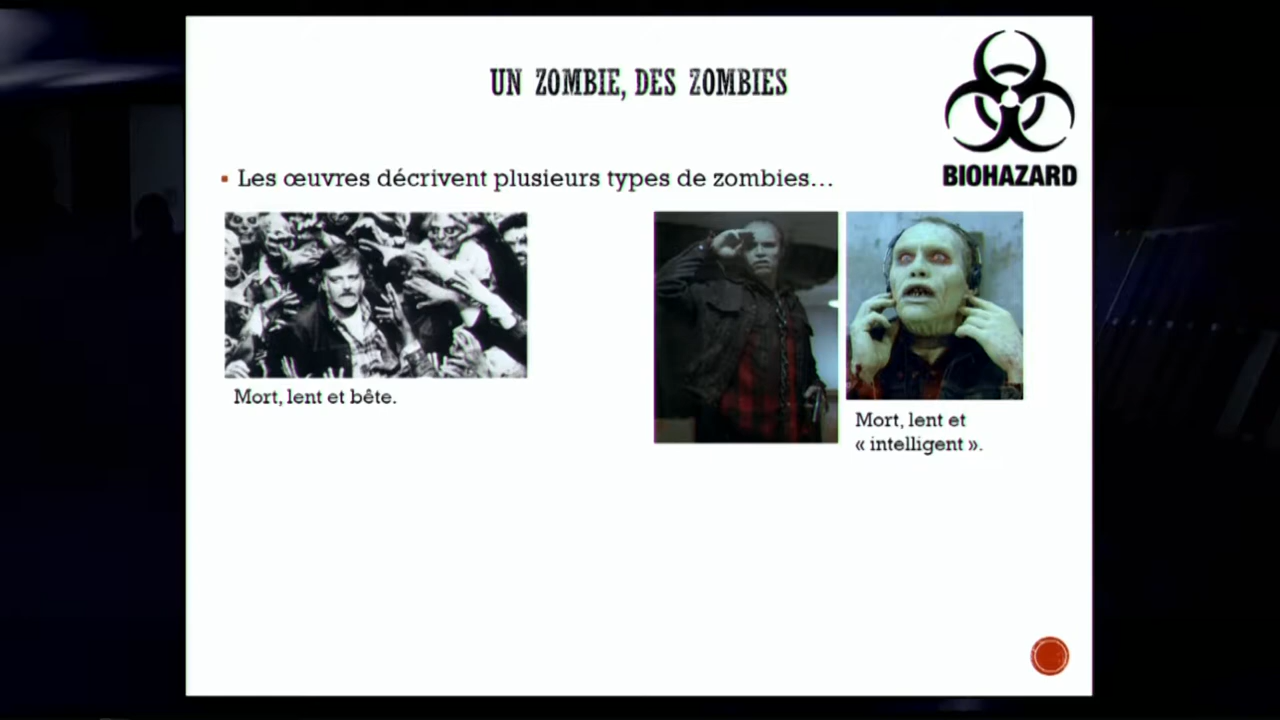 UN ZOMBIE, DES ZOMBIES
BIOHAZARD
▪ Les œuvres décrivent plusieurs types de zombies…
Mort, lent et bête.
Mort, lent et
« intelligent ».